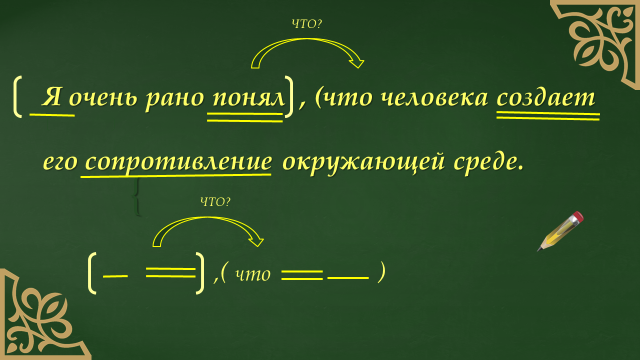 ЧТО?
[ Я очень рано понял] , (что человека создает
его сопротивление окружающей среде.
ЧТО?
[ ] ,( что )